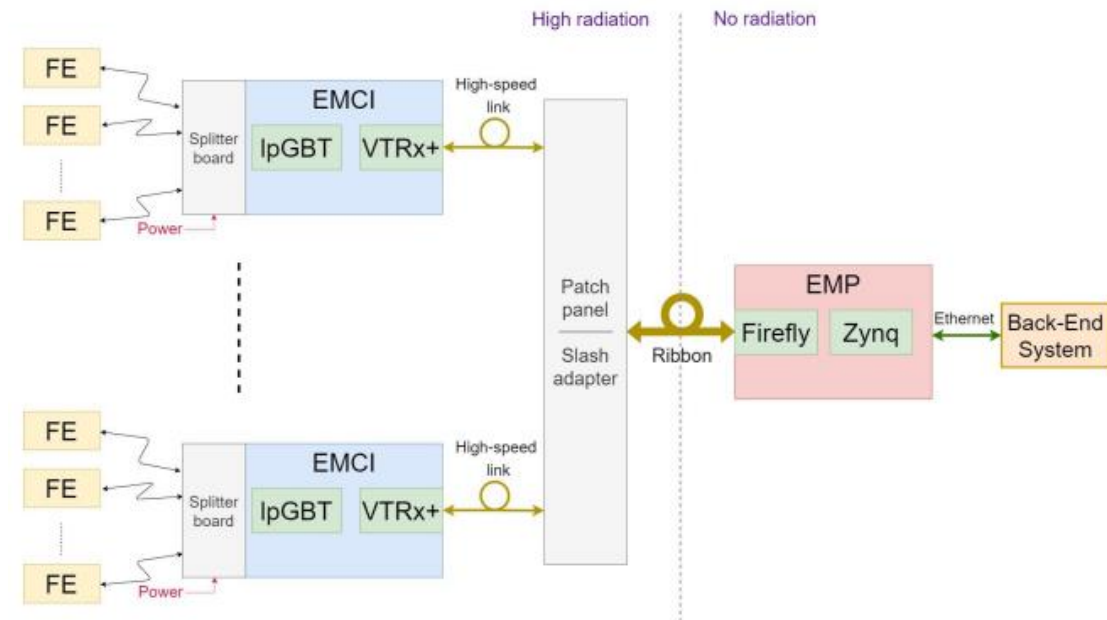 High radiation
No radiation
FE
FE
FE
Splitter
board
EMCI
lpGBT
VTRx+
Power
High-speed
link
Patch
panel
Slash
adapter
Ribbon
EMP
Firefly
Zynq
Ethernet
Back-End
System
FE
FE
FE
Splitter
board
EMCI
lpGBT
VTRx+
Power
High-speed
link